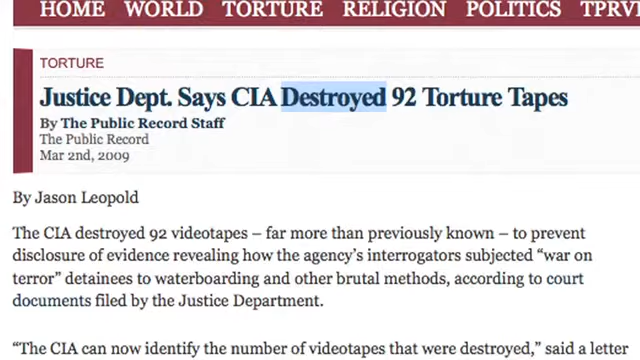 HOME WORLD TORTURE RELIGION POLITICS TPRV
TORTURE
Justice Dept. Says CIA Destroyed 92 Torture Tapes
By The Public Record Staff
The Public Record
Mar 2nd, 2009
By Jason Leopold
The CIA destroyed 92 videotapes – far more than previously known – to prevent
disclosure of evidence revealing how the agency’s interrogators subjected “war on
terror” detainees to waterboarding and other brutal methods, according to court
documents filed by the Justice Department.
“The CIA can now identify the number of videotapes that were destroyed,” said a letter